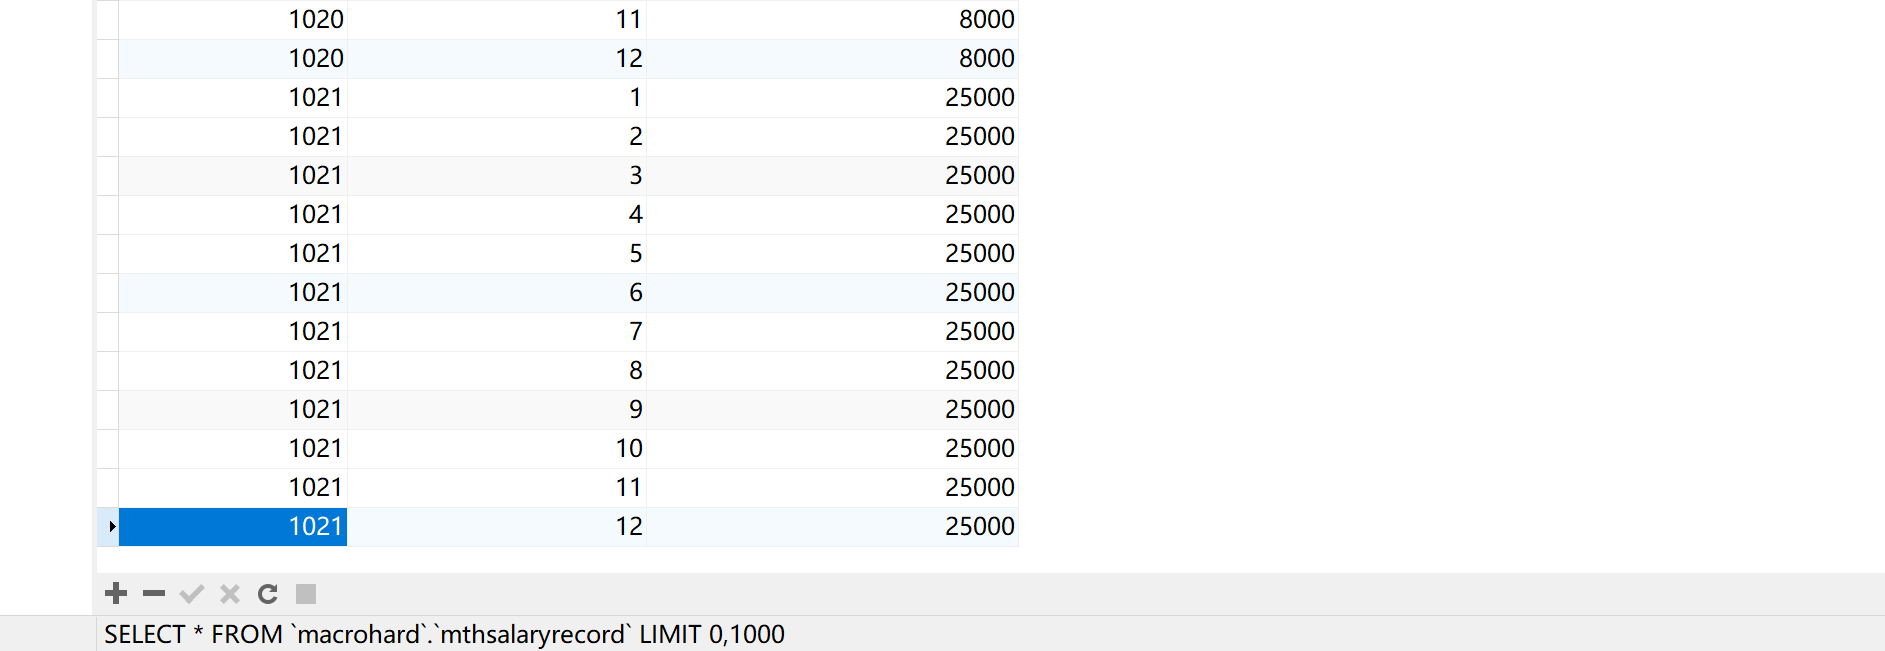 1020 11 8000
1020 12 8000
1021 1 25000
1021 2 25000
1021 3 25000
1021 4 25000
1021 5 25000
1021 6 25000
1021 7 25000
1021 8 25000
1021 9 25000
1021 10 25000
1021 11 25000
1021 12 25000
SELECT * FROM `macrohard`.`mthsalaryrecord` LIMIT 0,1000